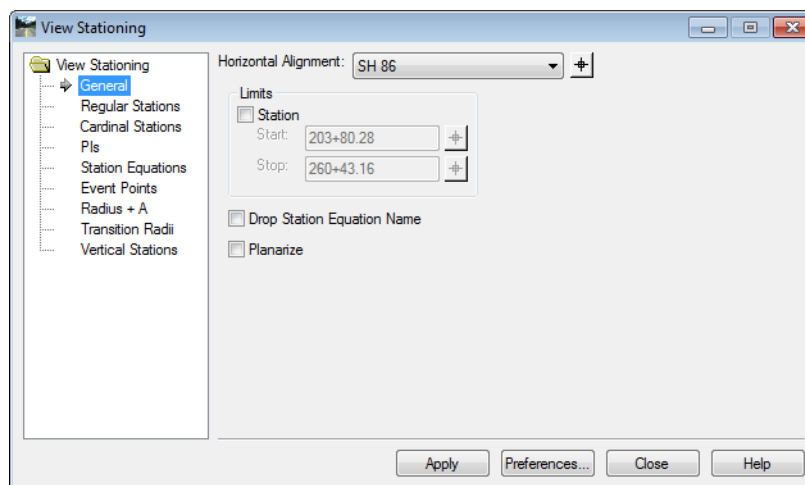 View Stationing
View Stationing
General
Regular Stations
Cardinal Stations
PIs
Station Equations
Event Points
Radius + A
Transition Radii
Vertical Stations
Horizontal Alignment: SH 86
Limits
Station
Start: 203+80.28
Stop: 260+43.16
Drop Station Equation Name
Planarize
Apply Preferences... Close Help